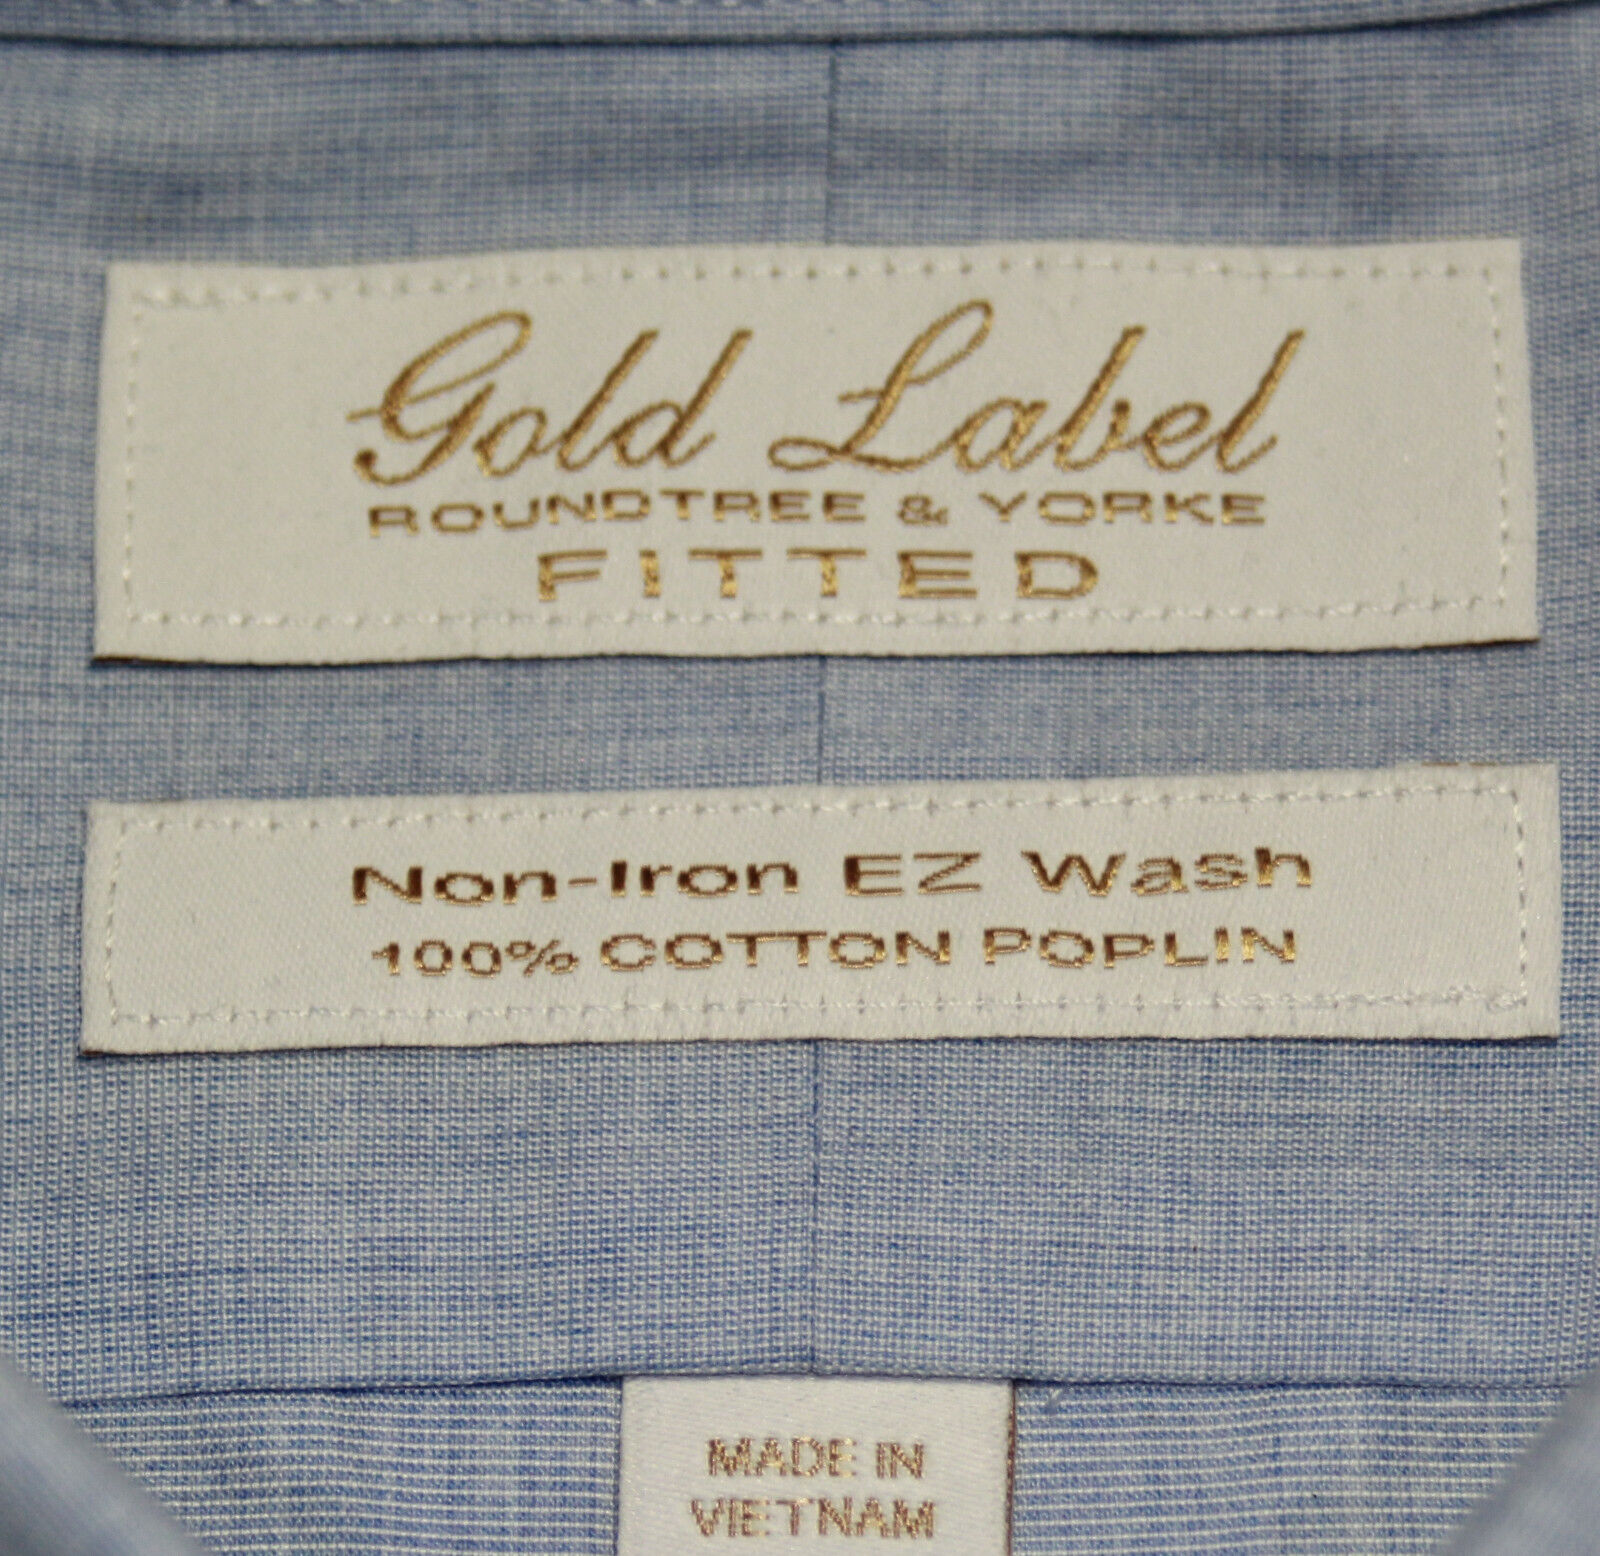 Gold Label
ROUNDTREE & YORKE
FITTED
Non-Iron EZ Wash
100% COTTON POPLIN
MADE IN
VIETNAM